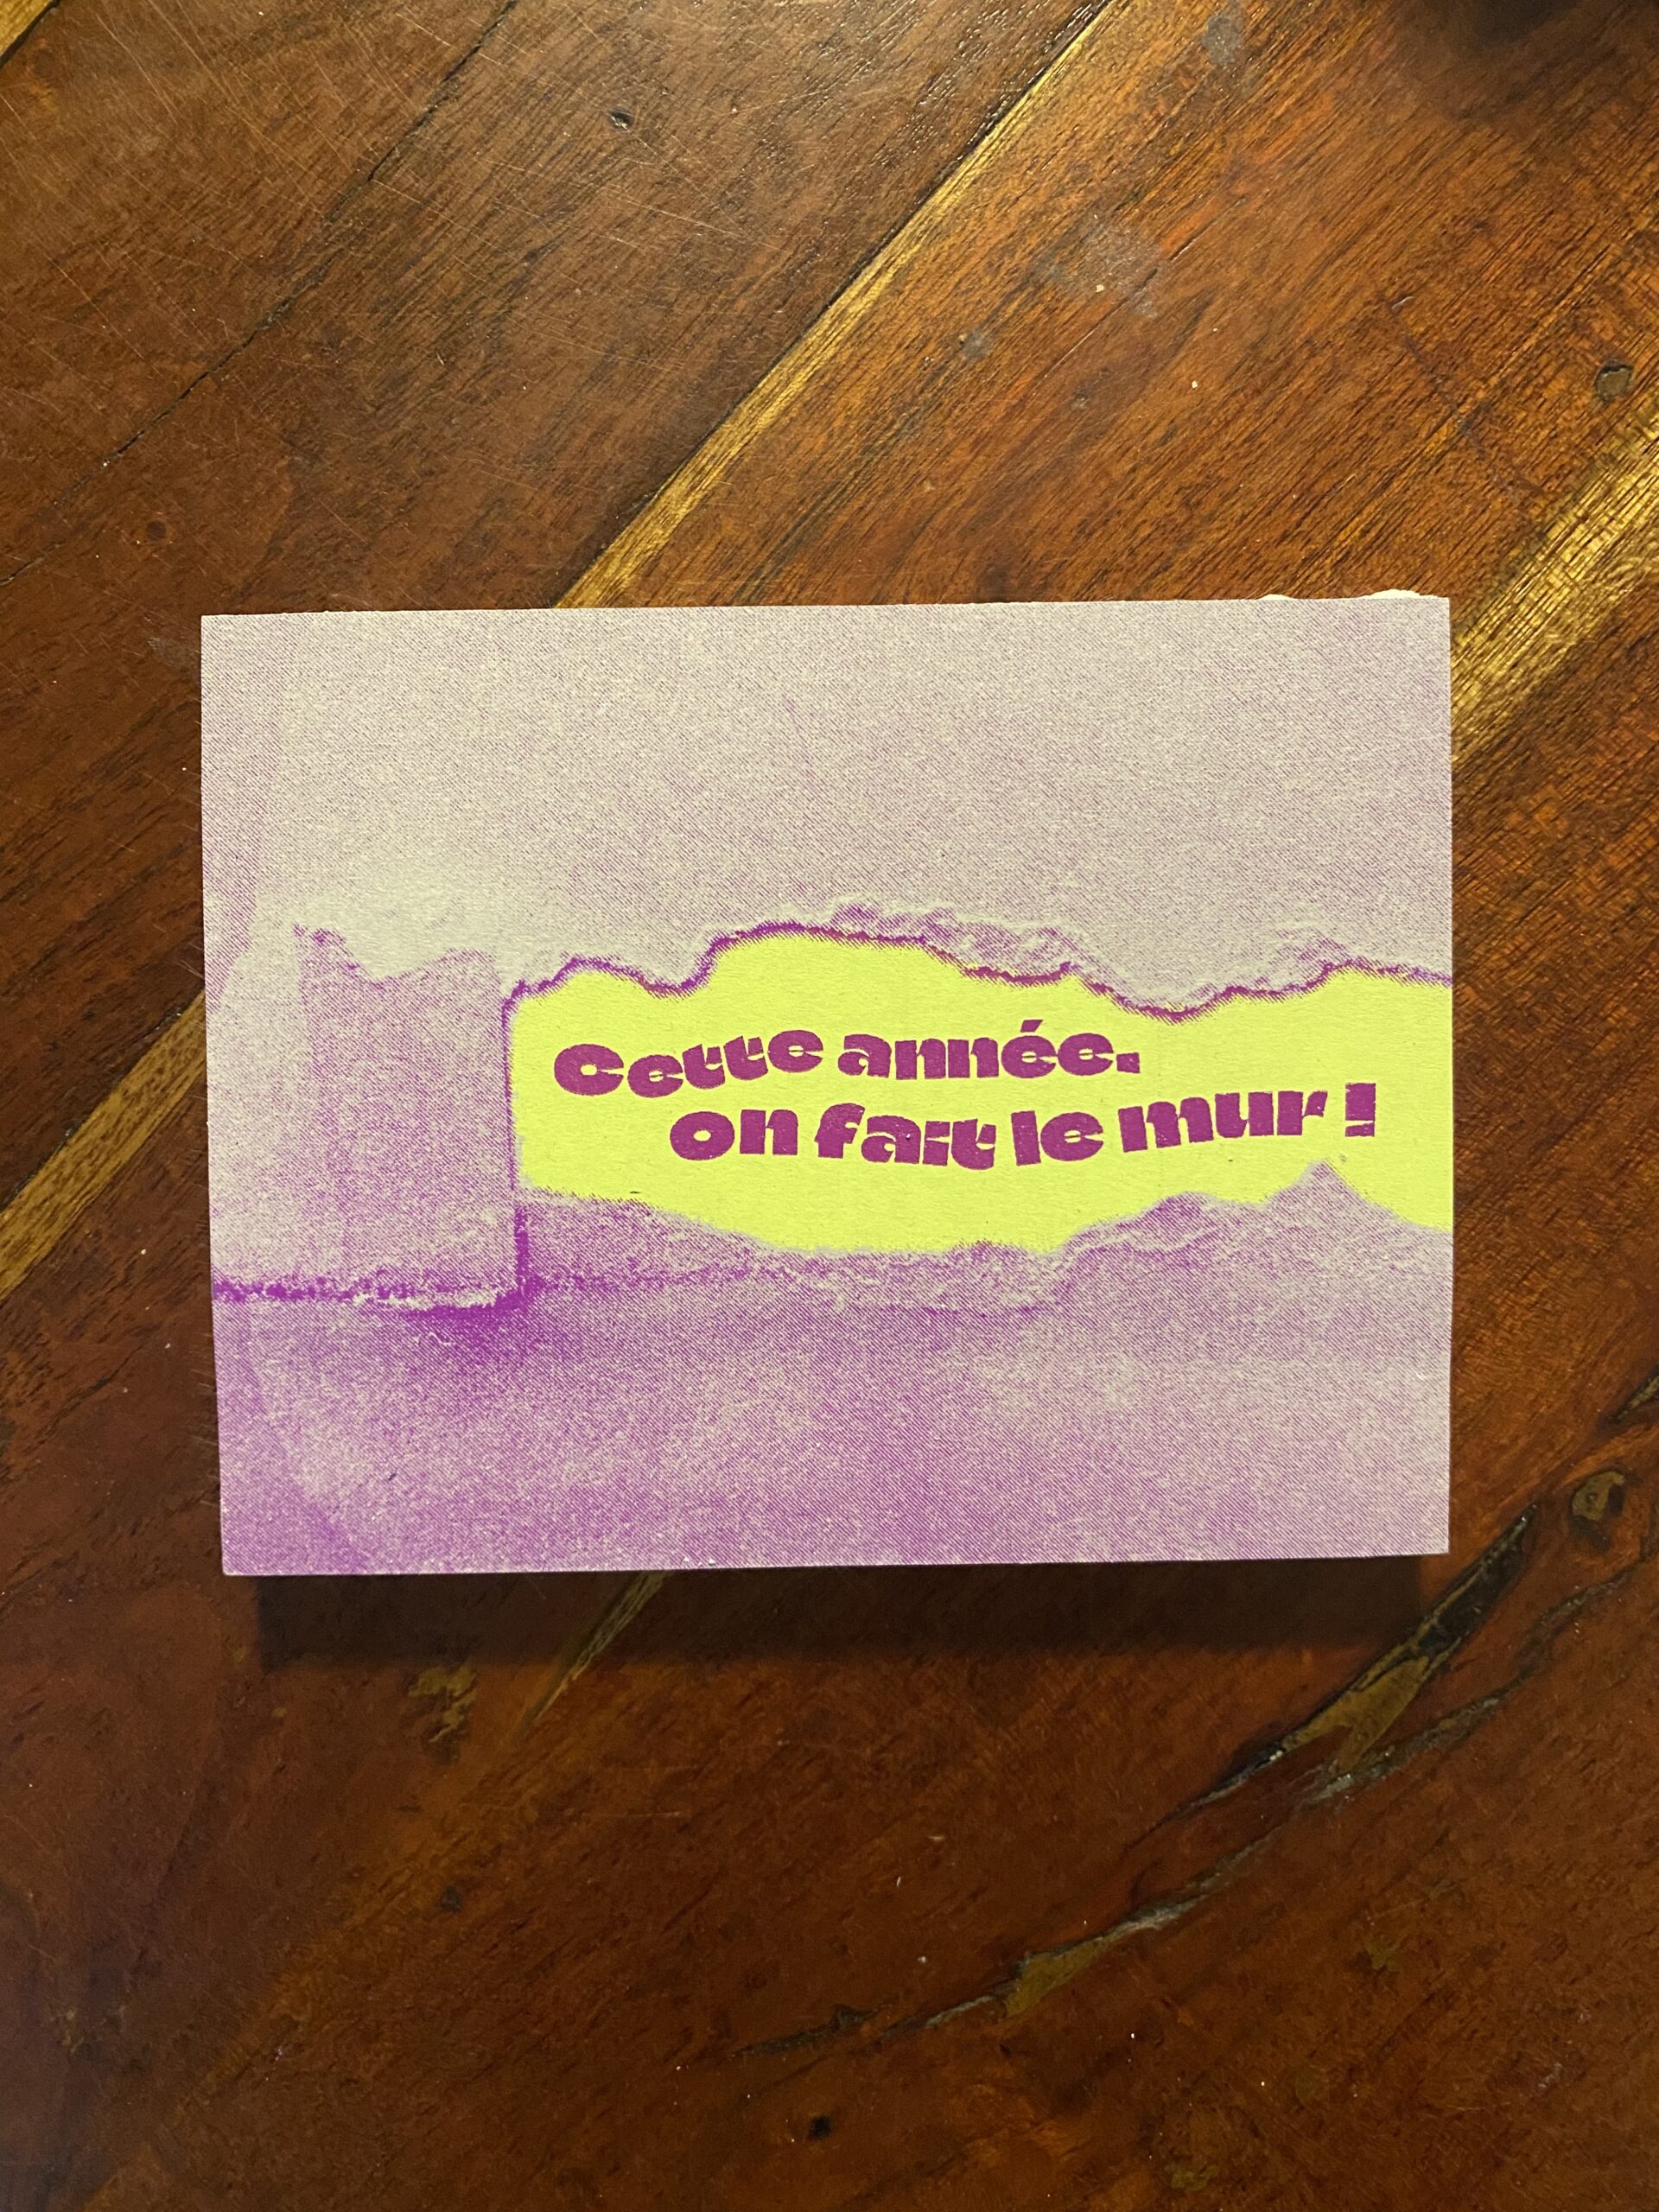 Cette année,
on fait le mur !